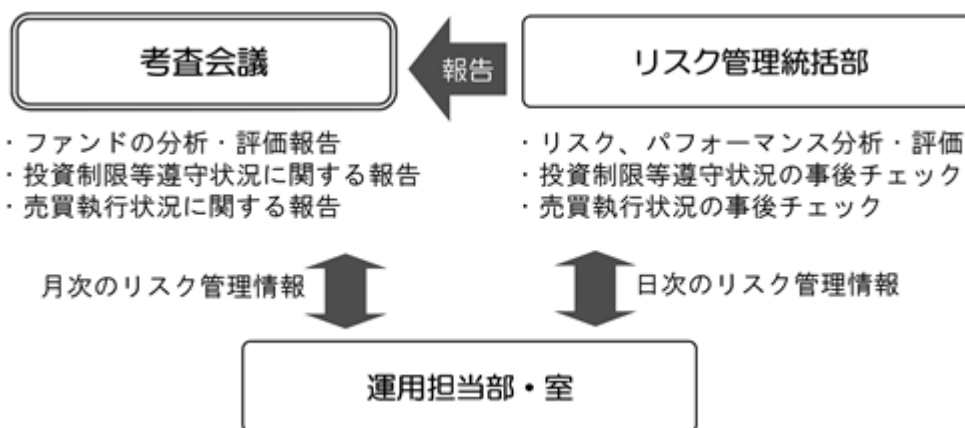 考査会議
報告
リスク管理統括部
・ファンドの分析・評価報告
・投資制限等遵守状況に関する報告
・売買執行状況に関する報告
・リスク、パフォーマンス分析・評価
・投資制限等遵守状況の事後チェック
・売買執行状況の事後チェック
月次のリスク管理情報
日次のリスク管理情報
運用担当部・室